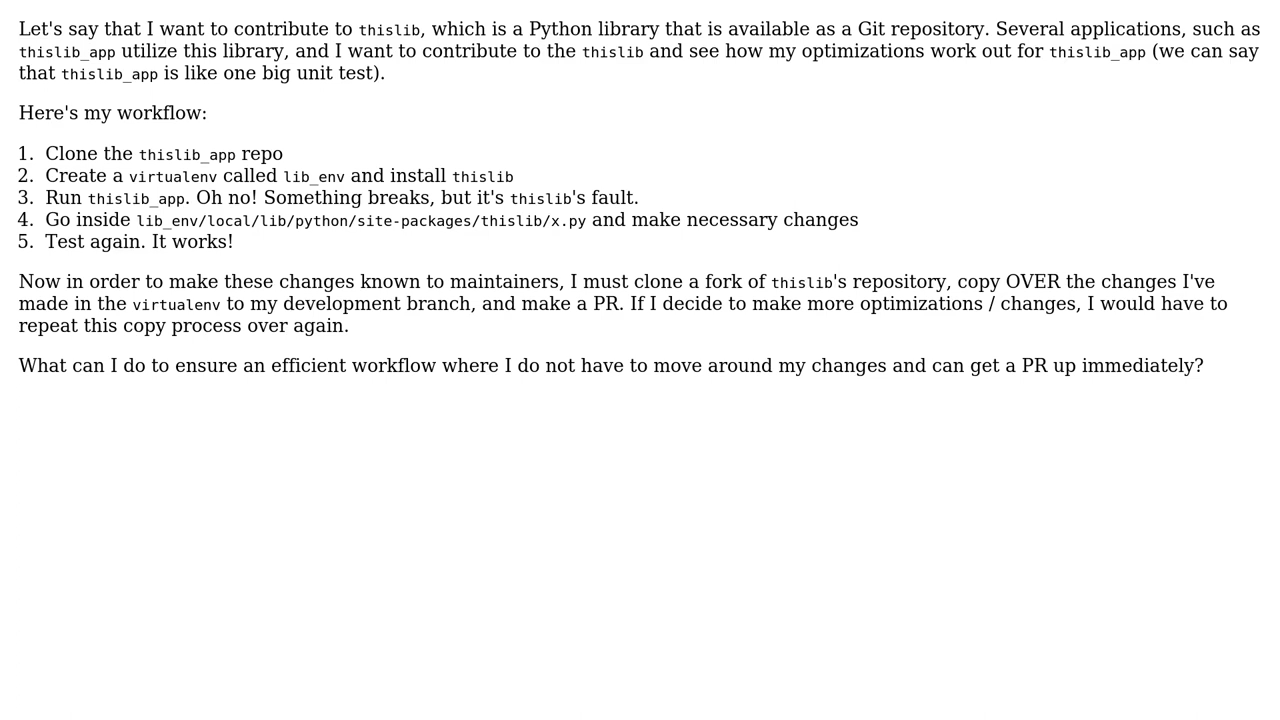 Let's say that I want to contribute to thislib, which is a Python library that is available as a Git repository. Several applications, such as
thislib_app utilize this library, and I want to contribute to the thislib and see how my optimizations work out for thislib_app (we can say
that thislib_app is like one big unit test).
Here's my workflow:
1. Clone the thislib_app repo
2. Create a virtualenv called lib_env and install thislib
3. Run thislib_app. Oh no! Something breaks, but it's thislib's fault.
4. Go inside lib_env/local/lib/python/site-packages/thislib/x.py and make necessary changes
5. Test again. It works!
Now in order to make these changes known to maintainers, I must clone a fork of thislib's repository, copy OVER the changes I've
made in the virtualenv to my development branch, and make a PR. If I decide to make more optimizations / changes, I would have to
repeat this copy process over again.
What can I do to ensure an efficient workflow where I do not have to move around my changes and can get a PR up immediately?